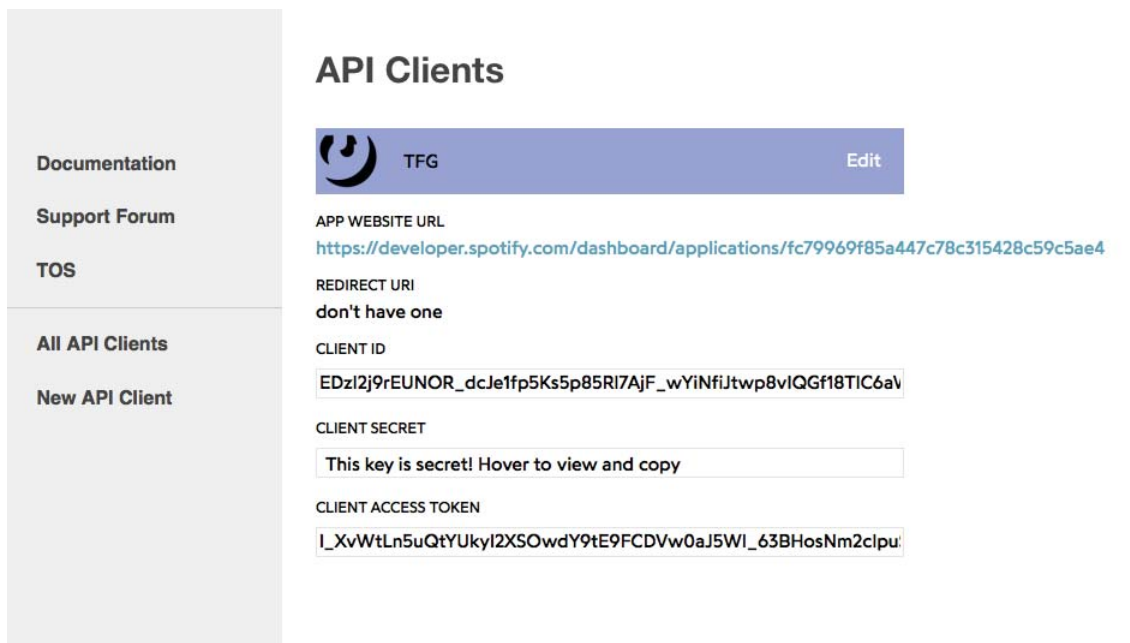 API Clients
Documentation
Support Forum
TOS
All API Clients
New API Client
TFG
Edit
APP WEBSITE URL
https://developer.spotify.com/dashboard/applications/fc79969f85a447c78c315428c59c5ae4
REDIRECT URI
don't have one
CLIENT ID
CLIENT SECRET
This key is secret! Hover to view and copy
CLIENT ACCESS TOKEN